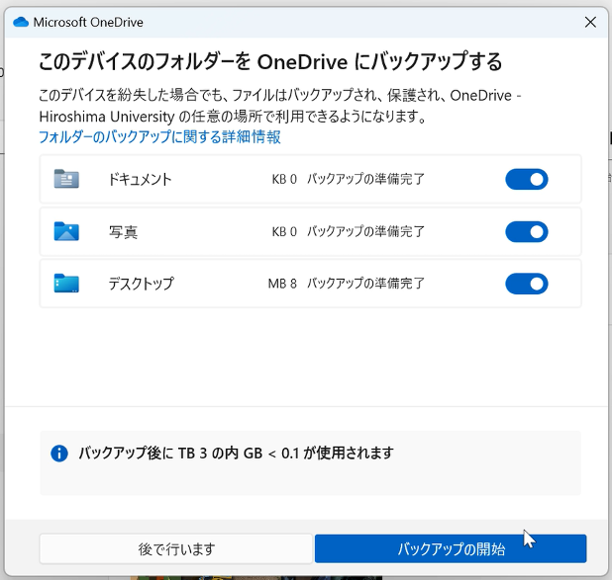 Microsoft OneDrive
このデバイスのフォルダーを OneDrive にバックアップする
このデバイスを紛失した場合でも、ファイルはバックアップされ、保護され、OneDrive -
Hiroshima University の任意の場所で利用できるようになります。
フォルダーのバックアップに関する詳細情報
ドキュメント KB 0 バックアップの準備完了
写真 KB 0 バックアップの準備完了
デスクトップ MB 8 バックアップの準備完了
バックアップ後に TB 3 の内 GB < 0.1 が使用されます
後で行います バックアップの開始